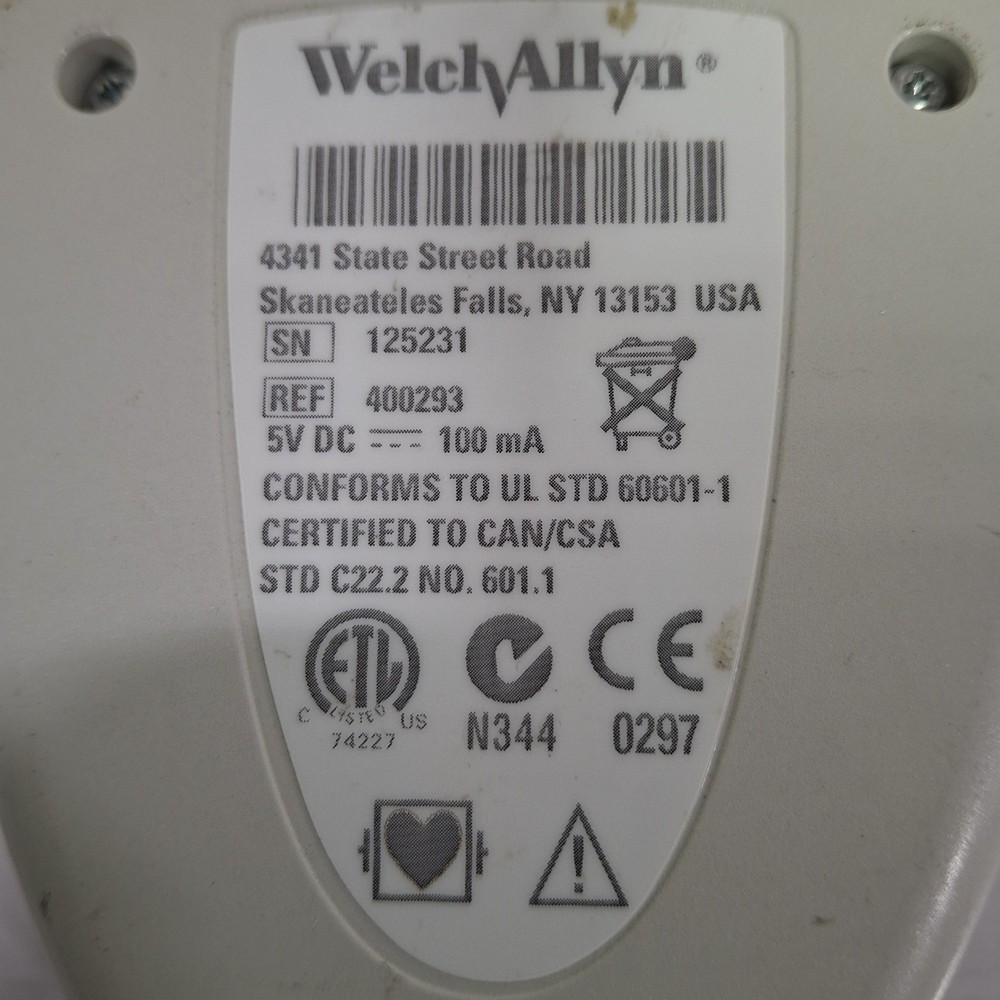 WelchAllyn®
4341 State Street Road
Skaneateles Falls, NY 13153 USA
SN 125231
REF 400293
5V DC 100 mA
CONFORMS TO UL STD 60601-1
CERTIFIED TO CAN/CSA
STD C22.2 NO. 601.1
ETL CE
C LISTED US
74227
N344 0297